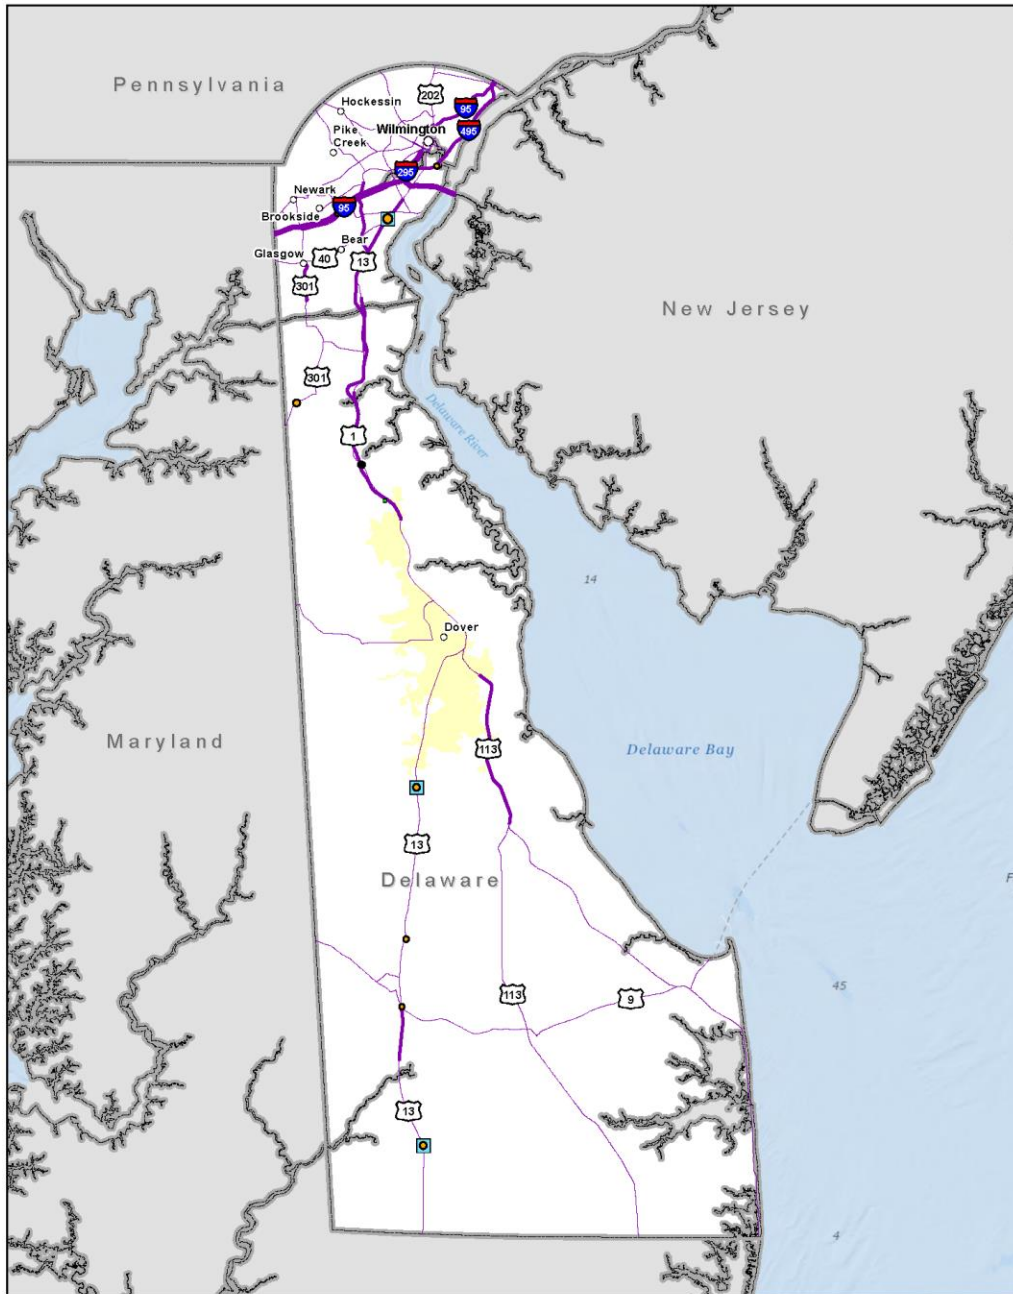 Pennsylvania
202
Hockessin
95
Wilmington
495
Pike
Creek
295
Newark
95
Brookside
Bear
Glasgow
40
13
301
New Jersey
301
Delaware River
1
14
Dover
Maryland
113
Delaware Bay
13
Delaware
F
45
113
9
13
4